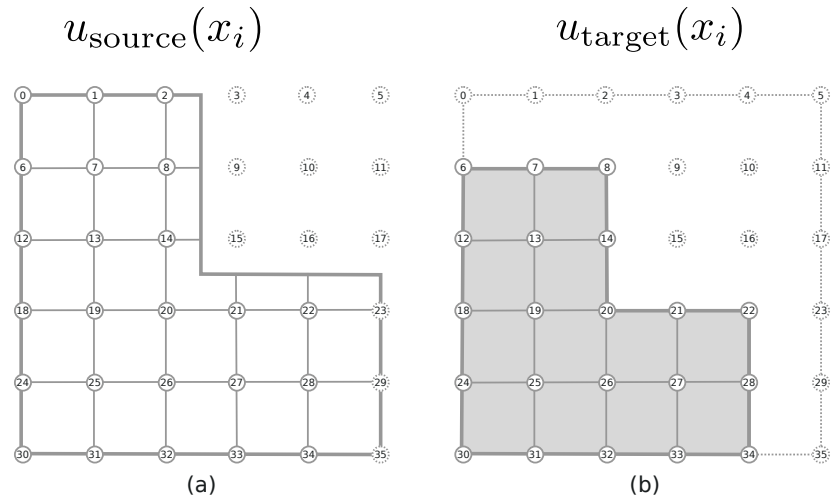 u_source(x_i) u_target(x_i)
0 1 2 3 4 5 0 1 2 3 4 5
6 7 8 9 10 11 6 7 8 9 10 11
12 13 14 15 16 17 12 13 14 15 16 17
18 19 20 21 22 23 18 19 20 21 22 23
24 25 26 27 28 29 24 25 26 27 28 29
30 31 32 33 34 35 30 31 32 33 34 35
(a) (b)